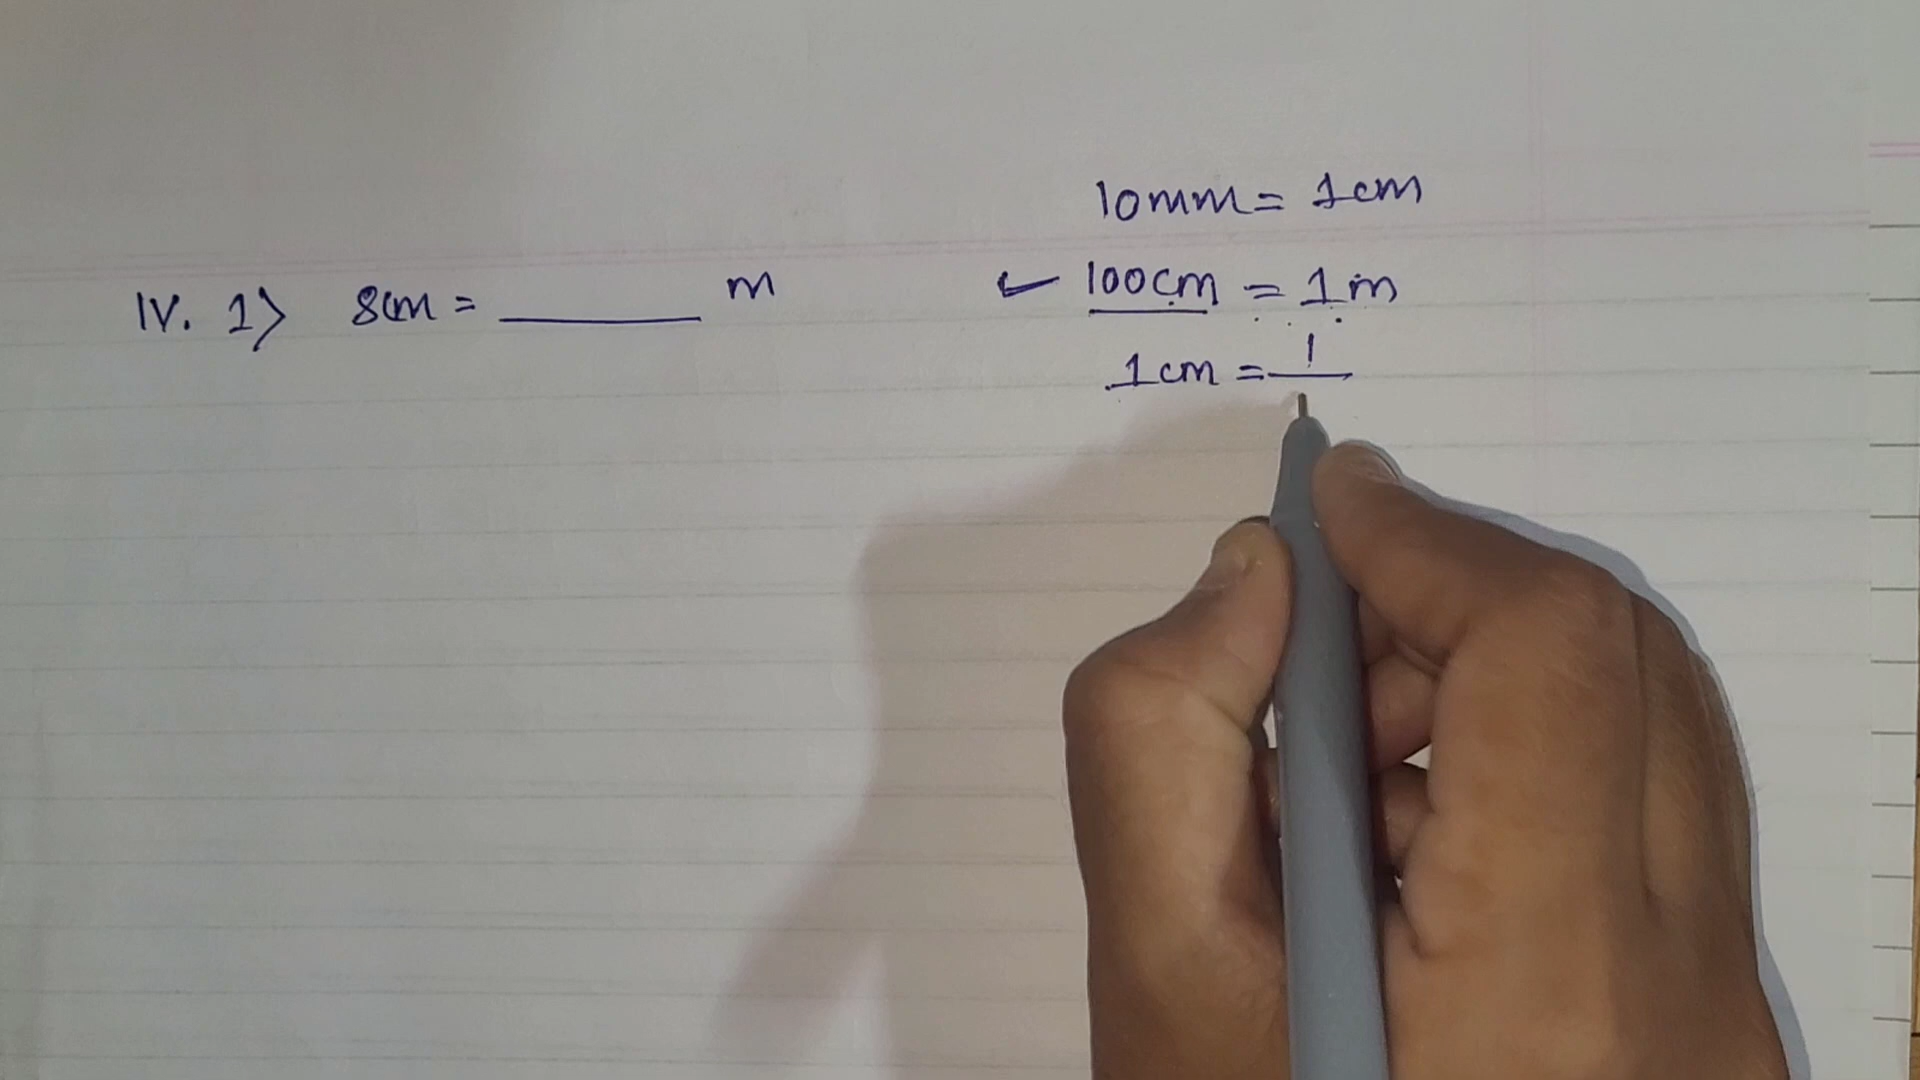 IV. 1) 8cm = ______ m
10mm = 1cm
✓ 100cm = 1m
1cm = 1/